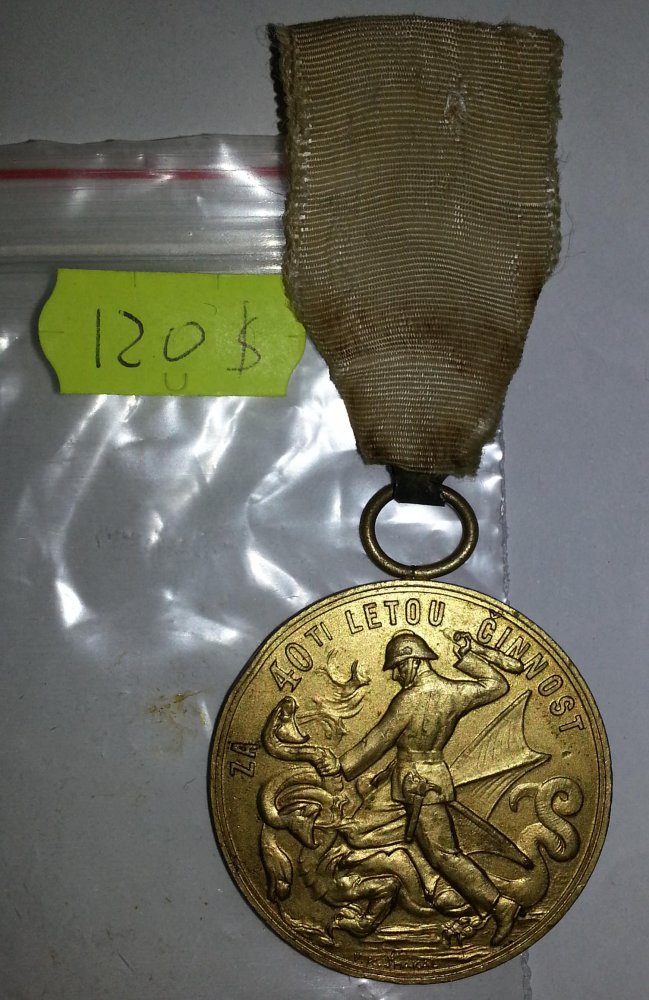 120 $
ZA 40TI LETOU ČINNOST